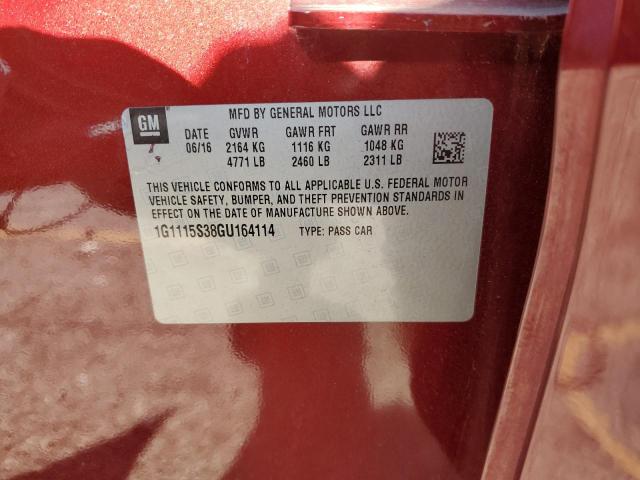 GM
MFD BY GENERAL MOTORS LLC
DATE GVWR GAWR FRT GAWR RR
06/16 2164 KG 1116 KG 1048 KG
4771 LB 2460 LB 2311 LB
THIS VEHICLE CONFORMS TO ALL APPLICABLE U.S. FEDERAL MOTOR
VEHICLE SAFETY, BUMPER, AND THEFT PREVENTION STANDARDS IN
EFFECT ON THE DATE OF MANUFACTURE SHOWN ABOVE.
1G1115S38GU164114 TYPE: PASS CAR